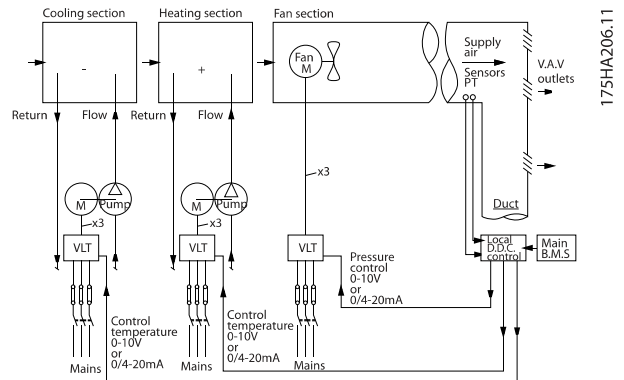 Cooling section
Heating section
Fan section
-
+
Fan
M
Supply
air
Sensors
PT
V.A.V
outlets
175HA206.11
Return
Flow
Return
Flow
x3
M
Pump
M
Pump
Duct
x3
x3
VLT
VLT
VLT
Local
D.D.C.
control
Main
B.M.S
Pressure
control
0-10V
or
0/4-20mA
Control
temperature
0-10V
or
0/4-20mA
Control
temperature
0-10V
or
0/4-20mA
Mains
Mains
Mains